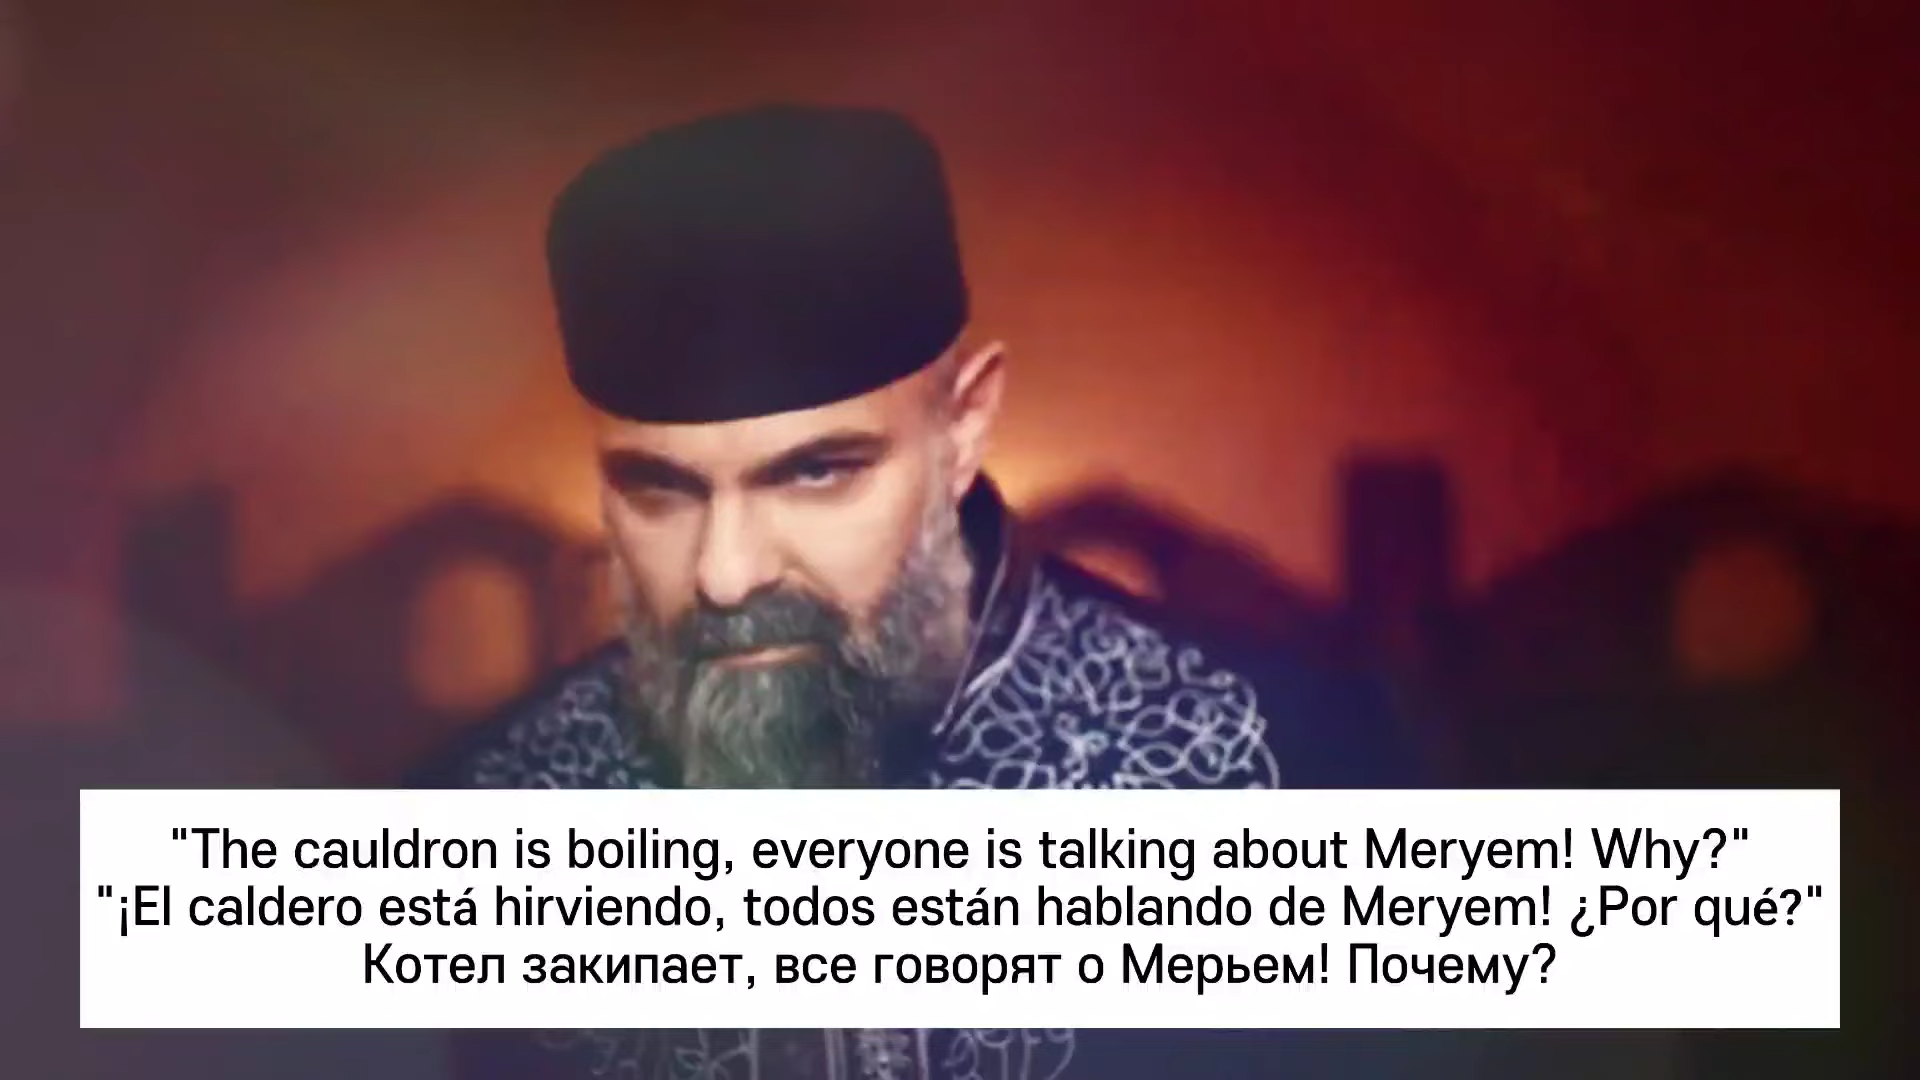 "The cauldron is boiling, everyone is talking about Meryem! Why?"
"¡El caldero está hirviendo, todos están hablando de Meryem! ¿Por qué?"
Котел закипает, все говорят о Мерьем! Почему?